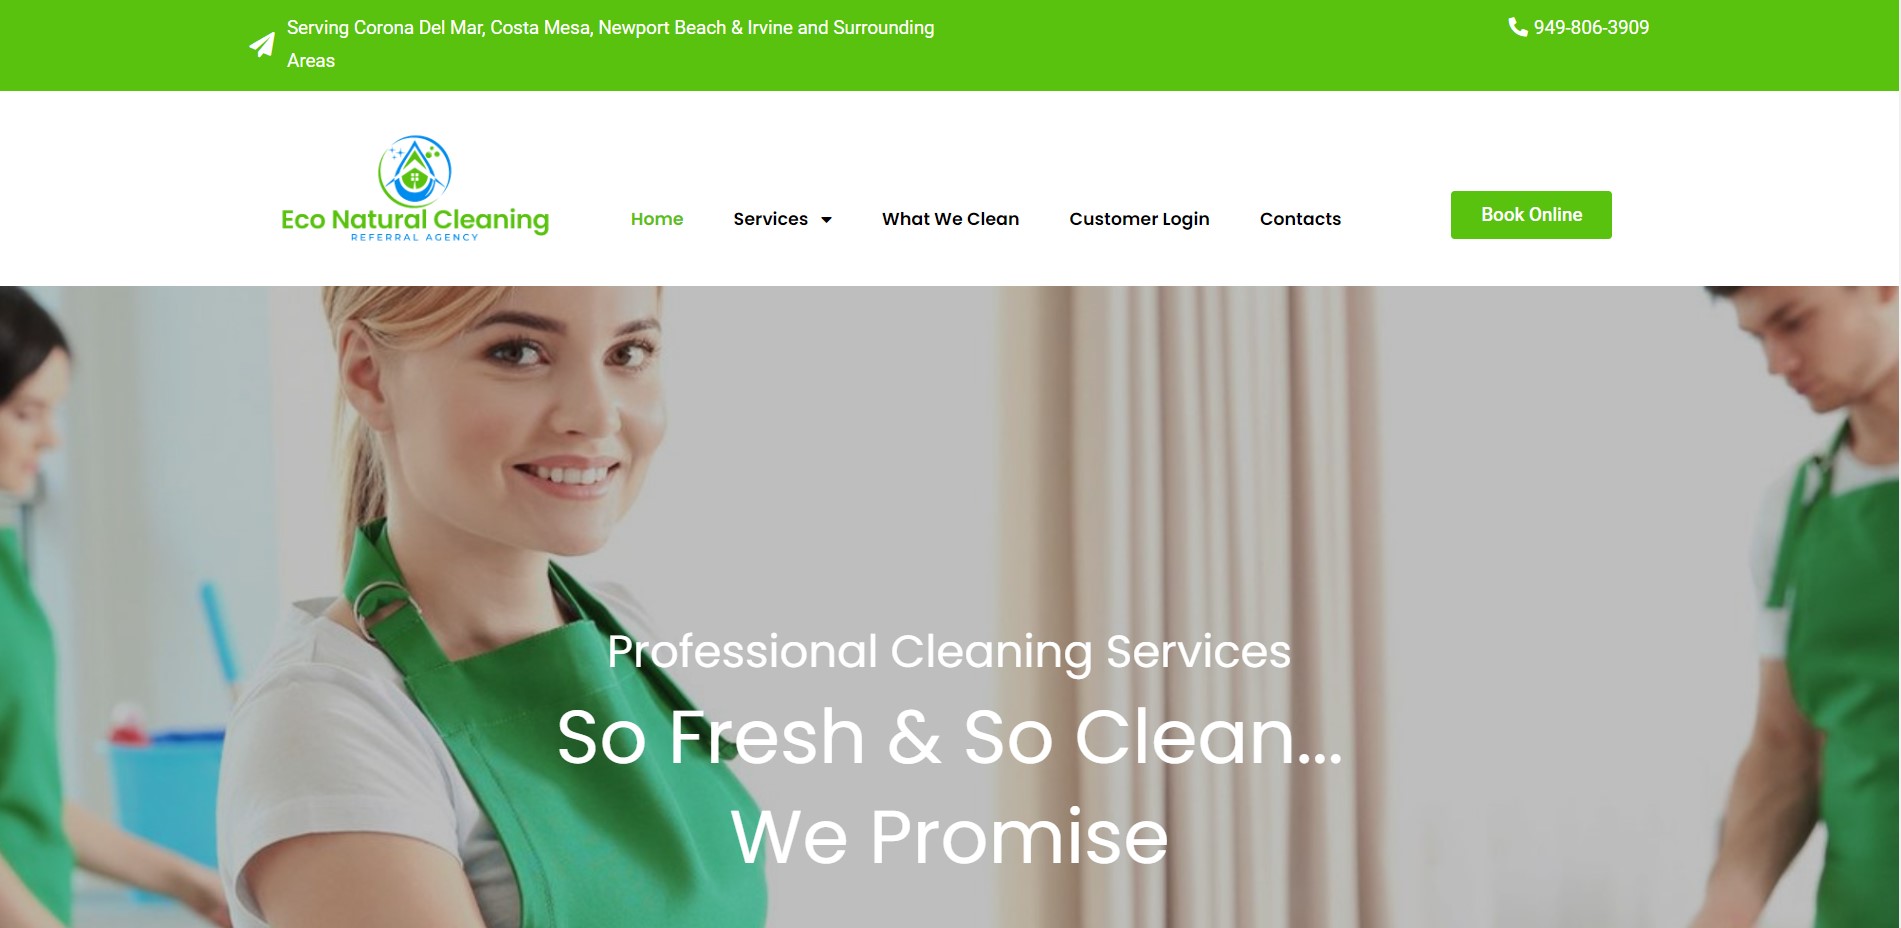 Serving Corona Del Mar, Costa Mesa, Newport Beach & Irvine and Surrounding
Areas
949-806-3909
Eco Natural Cleaning
REFERRAL AGENCY
Home
Services
What We Clean
Customer Login
Contacts
Book Online
Professional Cleaning Services
So Fresh & So Clean...
We Promise